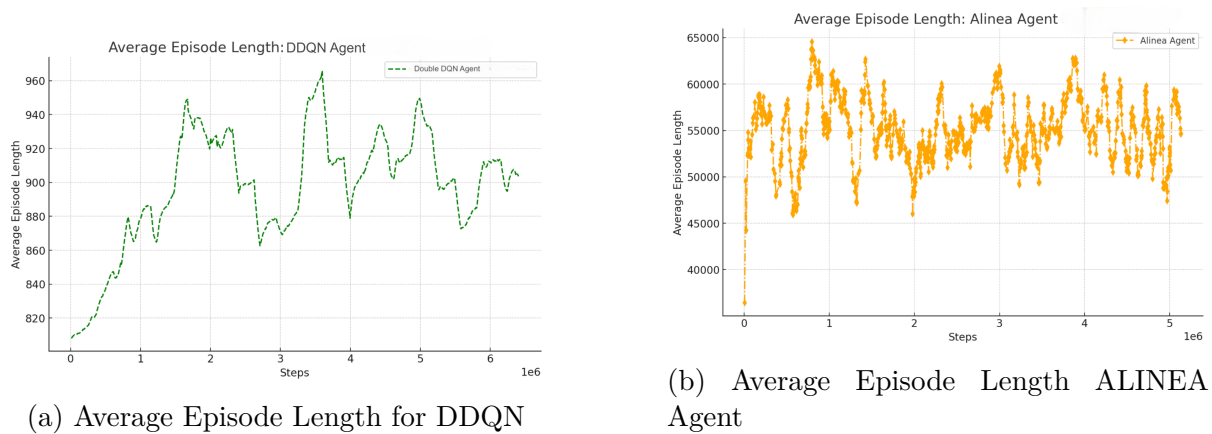 Average Episode Length: DDQN Agent
Double DQN Agent
960
940
920
900
880
860
840
820
Average Episode Length
0 1 2 3 4 5 6
Steps
1e6
(a) Average Episode Length for DDQN
Average Episode Length: Alinea Agent
Alinea Agent
65000
60000
55000
50000
45000
40000
Average Episode Length
0 1 2 3 4 5
Steps
1e6
(b) Average Episode Length ALINEA
Agent